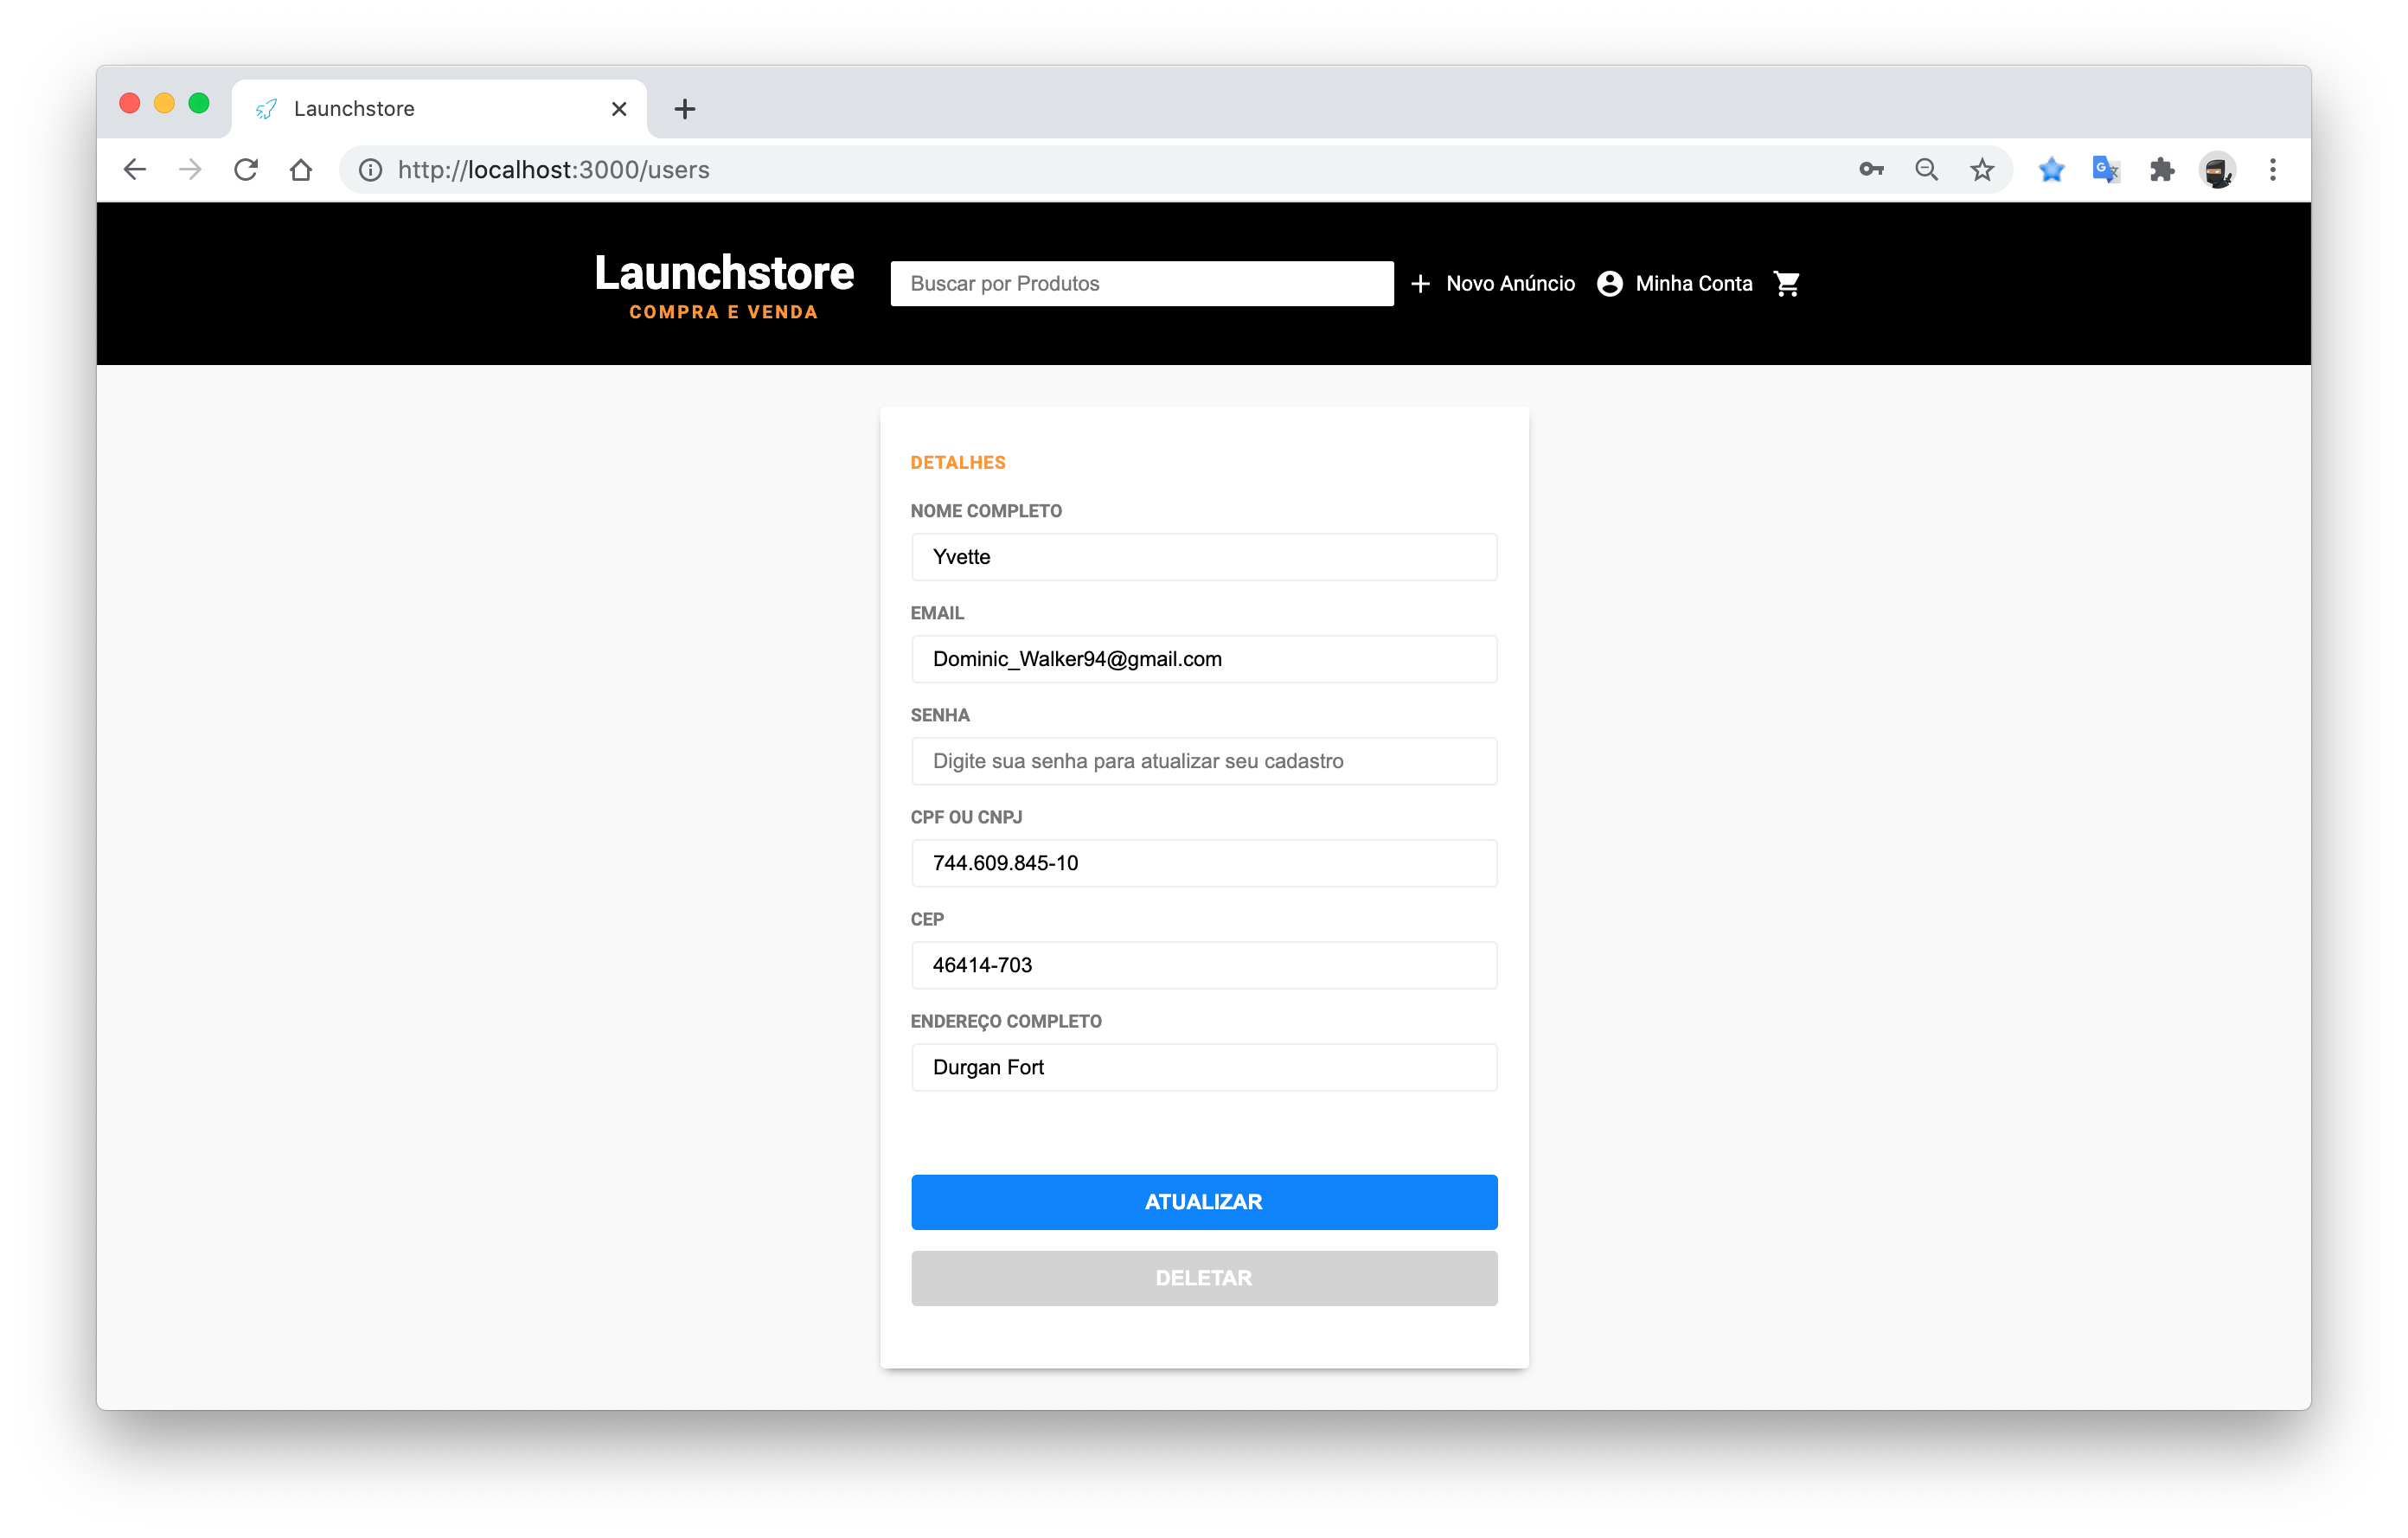 Launchstore
http://localhost:3000/users
Launchstore
COMPRA E VENDA
Buscar por Produtos
Novo Anúncio
Minha Conta
DETALHES
NOME COMPLETO
Yvette
EMAIL
Dominic_Walker94@gmail.com
SENHA
Digite sua senha para atualizar seu cadastro
CPF OU CNPJ
744.609.845-10
CEP
46414-703
ENDEREÇO COMPLETO
Durgan Fort
ATUALIZAR
DELETAR